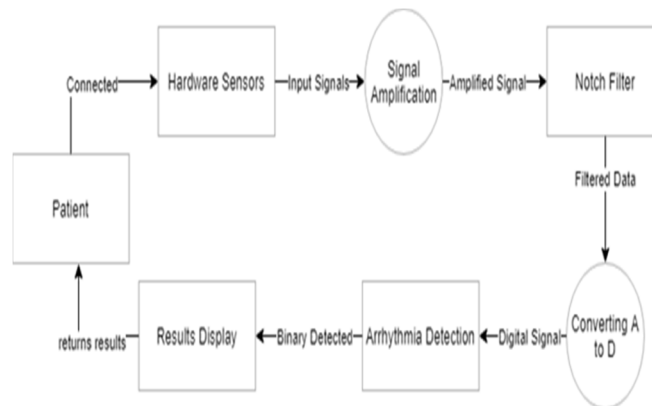 Connected
Hardware Sensors
Input Signals
Signal
Amplification
Amplified Signal
Notch Filter
Filtered Data
Patient
Converting A
to D
Digital Signal
Arrhythmia Detection
Binary Detected
Results Display
returns results